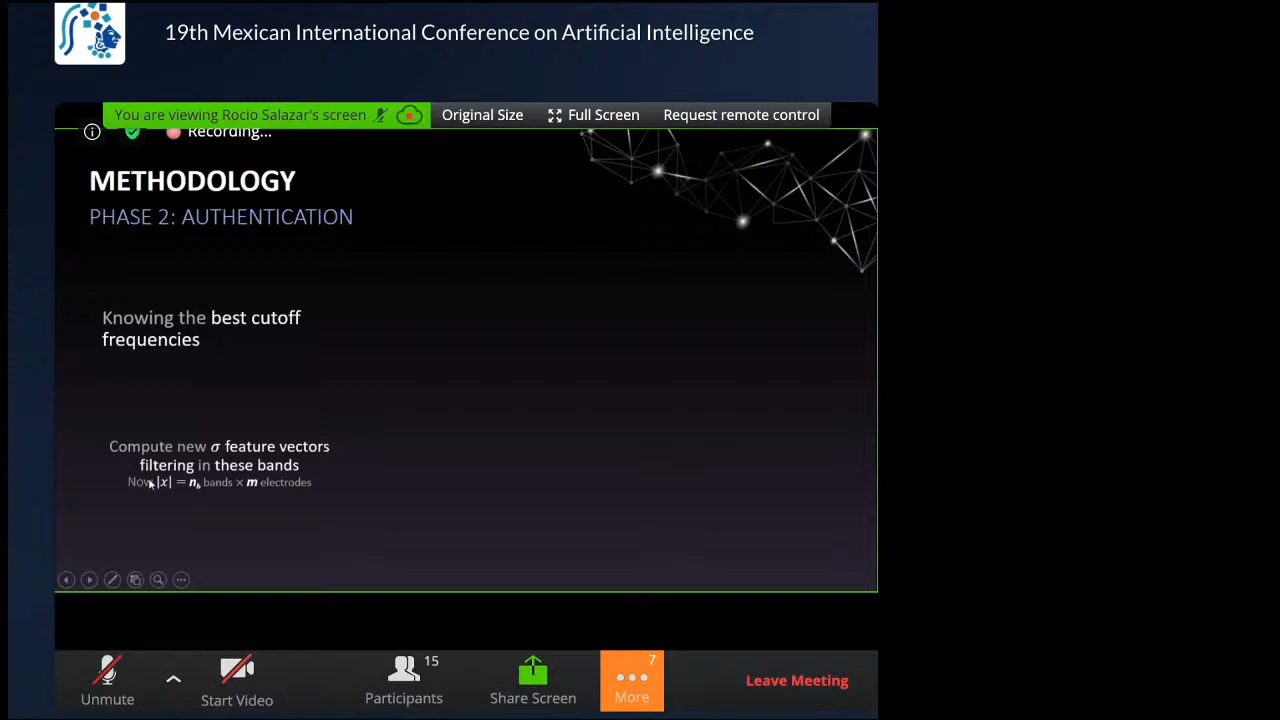 19th Mexican International Conference on Artificial Intelligence
You are viewing Rocio Salazar's screen
Original Size
Full Screen
Request remote control
Recording...
METHODOLOGY
PHASE 2: AUTHENTICATION
Knowing the best cutoff
frequencies
Compute new σ feature vectors
filtering in these bands
Now |x| = n_b bands × m electrodes
15
7
Unmute
Start Video
Participants
Share Screen
More
Leave Meeting